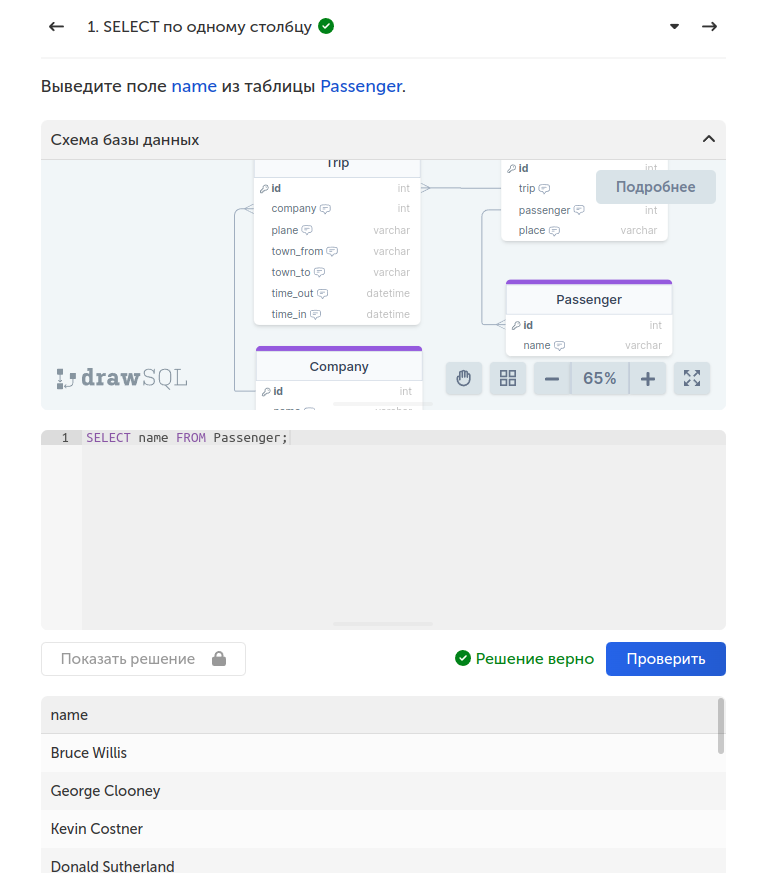 1. SELECT по одному столбцу
Выведите поле name из таблицы Passenger.
Схема базы данных
Trip
id int
company int
plane varchar
town_from varchar
town_to varchar
time_out datetime
time_in datetime
id int
trip
passenger int
place varchar
Подробнее
Passenger
id int
name varchar
Company
id int
name varchar
drawSQL
65%
1 SELECT name FROM Passenger;
Показать решение
Решение верно
Проверить
name
Bruce Willis
George Clooney
Kevin Costner
Donald Sutherland